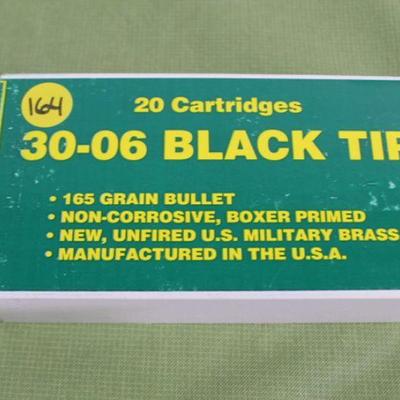 164
20 Cartridges
30-06 BLACK TIP
• 165 GRAIN BULLET
• NON-CORROSIVE, BOXER PRIMED
• NEW, UNFIRED U.S. MILITARY BRASS
• MANUFACTURED IN THE U.S.A.